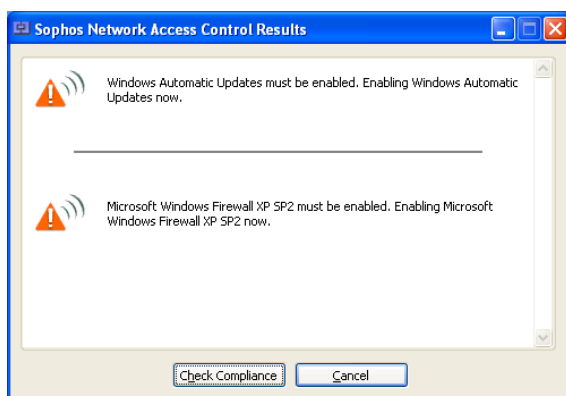 Sophos Network Access Control Results
Windows Automatic Updates must be enabled. Enabling Windows Automatic
Updates now.
Microsoft Windows Firewall XP SP2 must be enabled. Enabling Microsoft
Windows Firewall XP SP2 now.
Check Compliance Cancel